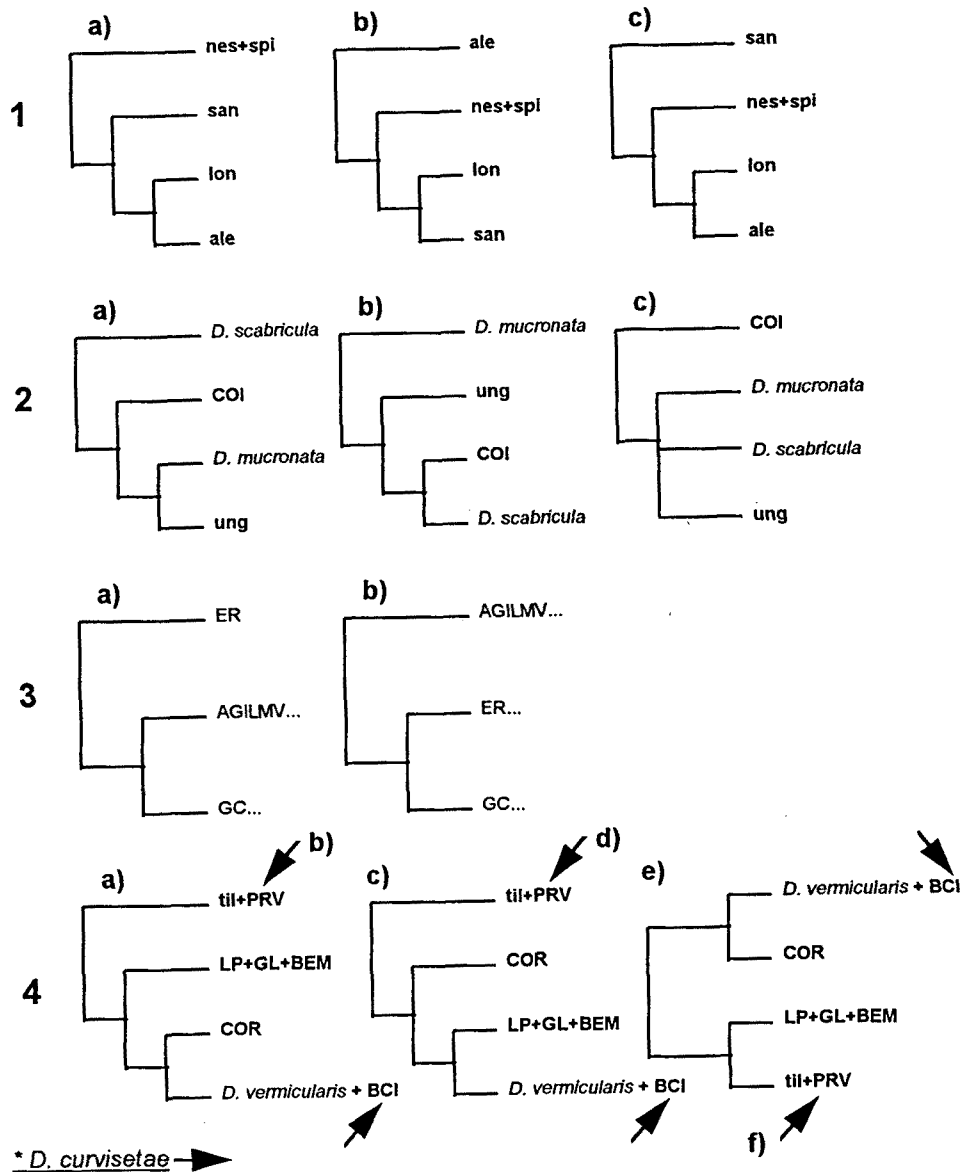 a) b) c)
1
nes+spi
san
lon
ale
ale
nes+spi
lon
san
san
nes+spi
lon
ale
a) b) c)
2
D. scabricula
COI
D. mucronata
ung
D. mucronata
ung
COI
D. scabricula
COI
D. mucronata
D. scabricula
ung
a) b)
3
ER
AGILMV...
GC...
AGILMV...
ER...
GC...
4
a) b)
til+PRV
LP+GL+BEM
COR
D. vermicularis + BCI
c) d)
til+PRV
COR
LP+GL+BEM
D. vermicularis + BCI
e)
D. vermicularis + BCI
COR
LP+GL+BEM
til+PRV
f)
* D. curvisetae